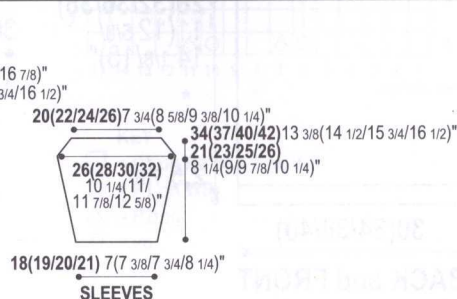 16 7/8)"
3/4/16 1/2)"
20(22/24/26)7 3/4(8 5/8/9 3/8/10 1/4)"
34(37/40/42)13 3/8(14 1/2/15 3/4/16 1/2)"
21(23/25/26)
8 1/4(9/9 7/8/10 1/4)"
26(28/30/32)
10 1/4(11/
11 7/8/12 5/8)"
18(19/20/21) 7(7 3/8/7 3/4/8 1/4)"
SLEEVES